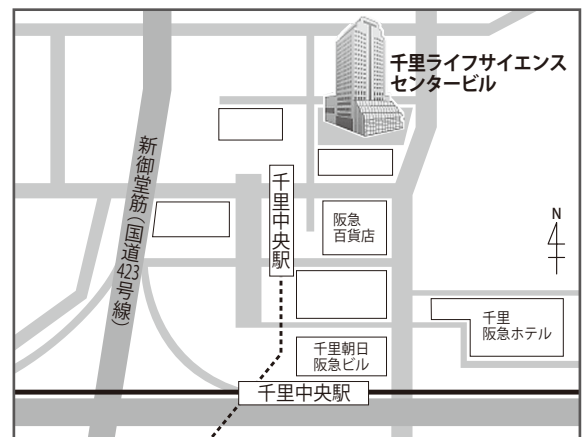 千里ライフサイエンス
センタービル
新御堂筋(国道423号線)
千里中央駅
阪急
百貨店
N
千里
阪急ホテル
千里朝日
阪急ビル
千里中央駅